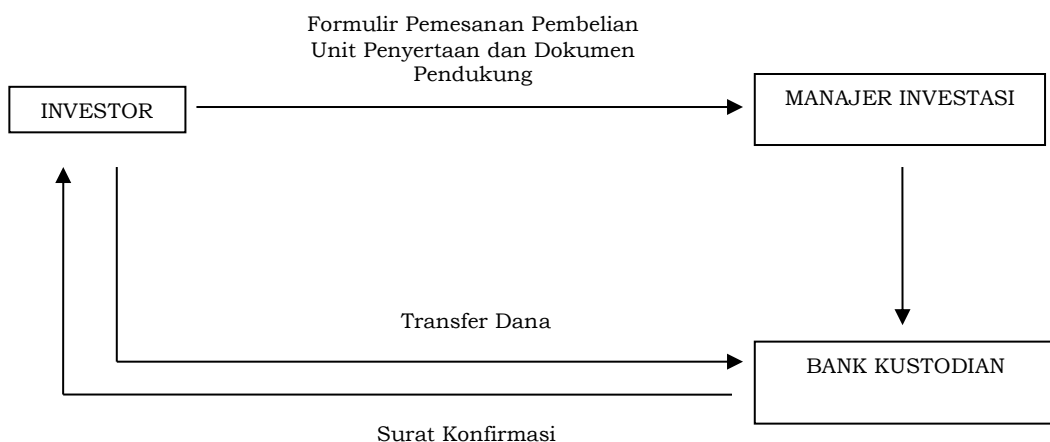 Formulir Pemesanan Pembelian
Unit Penyertaan dan Dokumen
Pendukung
INVESTOR
MANAJER INVESTASI
Transfer Dana
BANK KUSTODIAN
Surat Konfirmasi